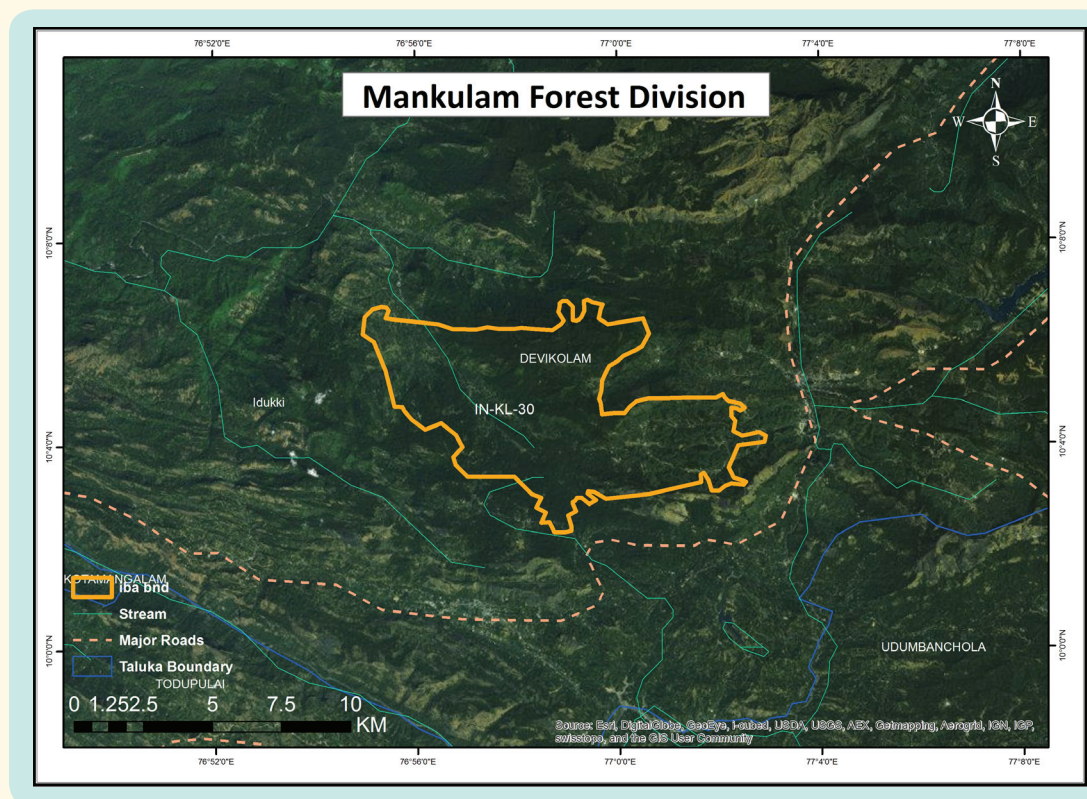 76°52'0"E 76°56'0"E 77°0'0"E 77°4'0"E 77°8'0"E
Mankulam Forest Division
N
W E
S
10°8'0"N 10°8'0"N
DEVIKOLAM
Idukki
IN-KL-30
10°4'0"N 10°4'0"N
KOTAMANGALAM
iba bnd
Stream
Major Roads
Taluka Boundary
TODUPULAI
UDUMBANCHOLA
10°0'0"N 10°0'0"N
0 1.25 2.5 5 7.5 10
KM
Source: Esri, DigitalGlobe, GeoEye, i-cubed, USDA, USGS, AEX, Getmapping, Aerogrid, IGN, IGP,
swisstopo, and the GIS User Community
76°52'0"E 76°56'0"E 77°0'0"E 77°4'0"E 77°8'0"E